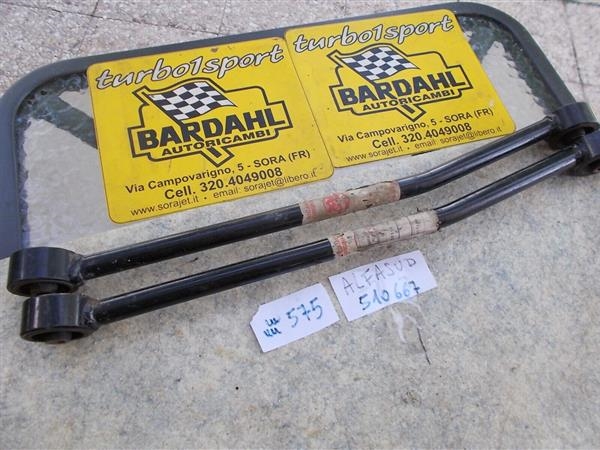 turbo1sport
BARDAHL
AUTORICAMBI
Via Campovarigno, 5 - SORA (FR)
Cell. 320.4049008
www.sorajet.it • email: sorajet@libero.it
turbo1sport
BARDAHL
AUTORICAMBI
Via Campovarigno, 5 - SORA (FR)
Cell. 320.4049008
www.sorajet.it • email: sorajet@libero.it
575
ALFASUD
510667